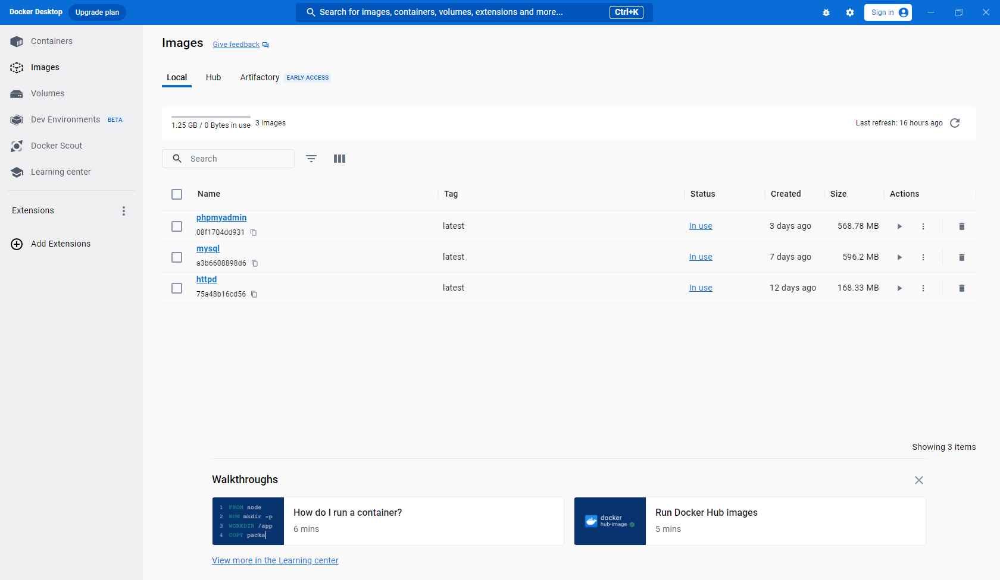 Docker Desktop Upgrade plan Search for images, containers, volumes, extensions and more... Ctrl+K Sign in
Containers
Images
Volumes
Dev Environments BETA
Docker Scout
Learning center
Extensions
Add Extensions
Images Give feedback
Local Hub Artifactory EARLY ACCESS
1.25 GB / 0 Bytes in use 3 images Last refresh: 16 hours ago
Search
Name Tag Status Created Size Actions
phpmyadmin
08f1704dd931
latest In use 3 days ago 568.78 MB
mysql
a3b6608898d6
latest In use 7 days ago 596.2 MB
httpd
75a48b16cd56
latest In use 12 days ago 168.33 MB
Showing 3 items
Walkthroughs
1 FROM node
2 RUN mkdir -p
3 WORKDIR /app
4 COPY packa
How do I run a container?
6 mins
docker
hub-image
Run Docker Hub images
5 mins
View more in the Learning center